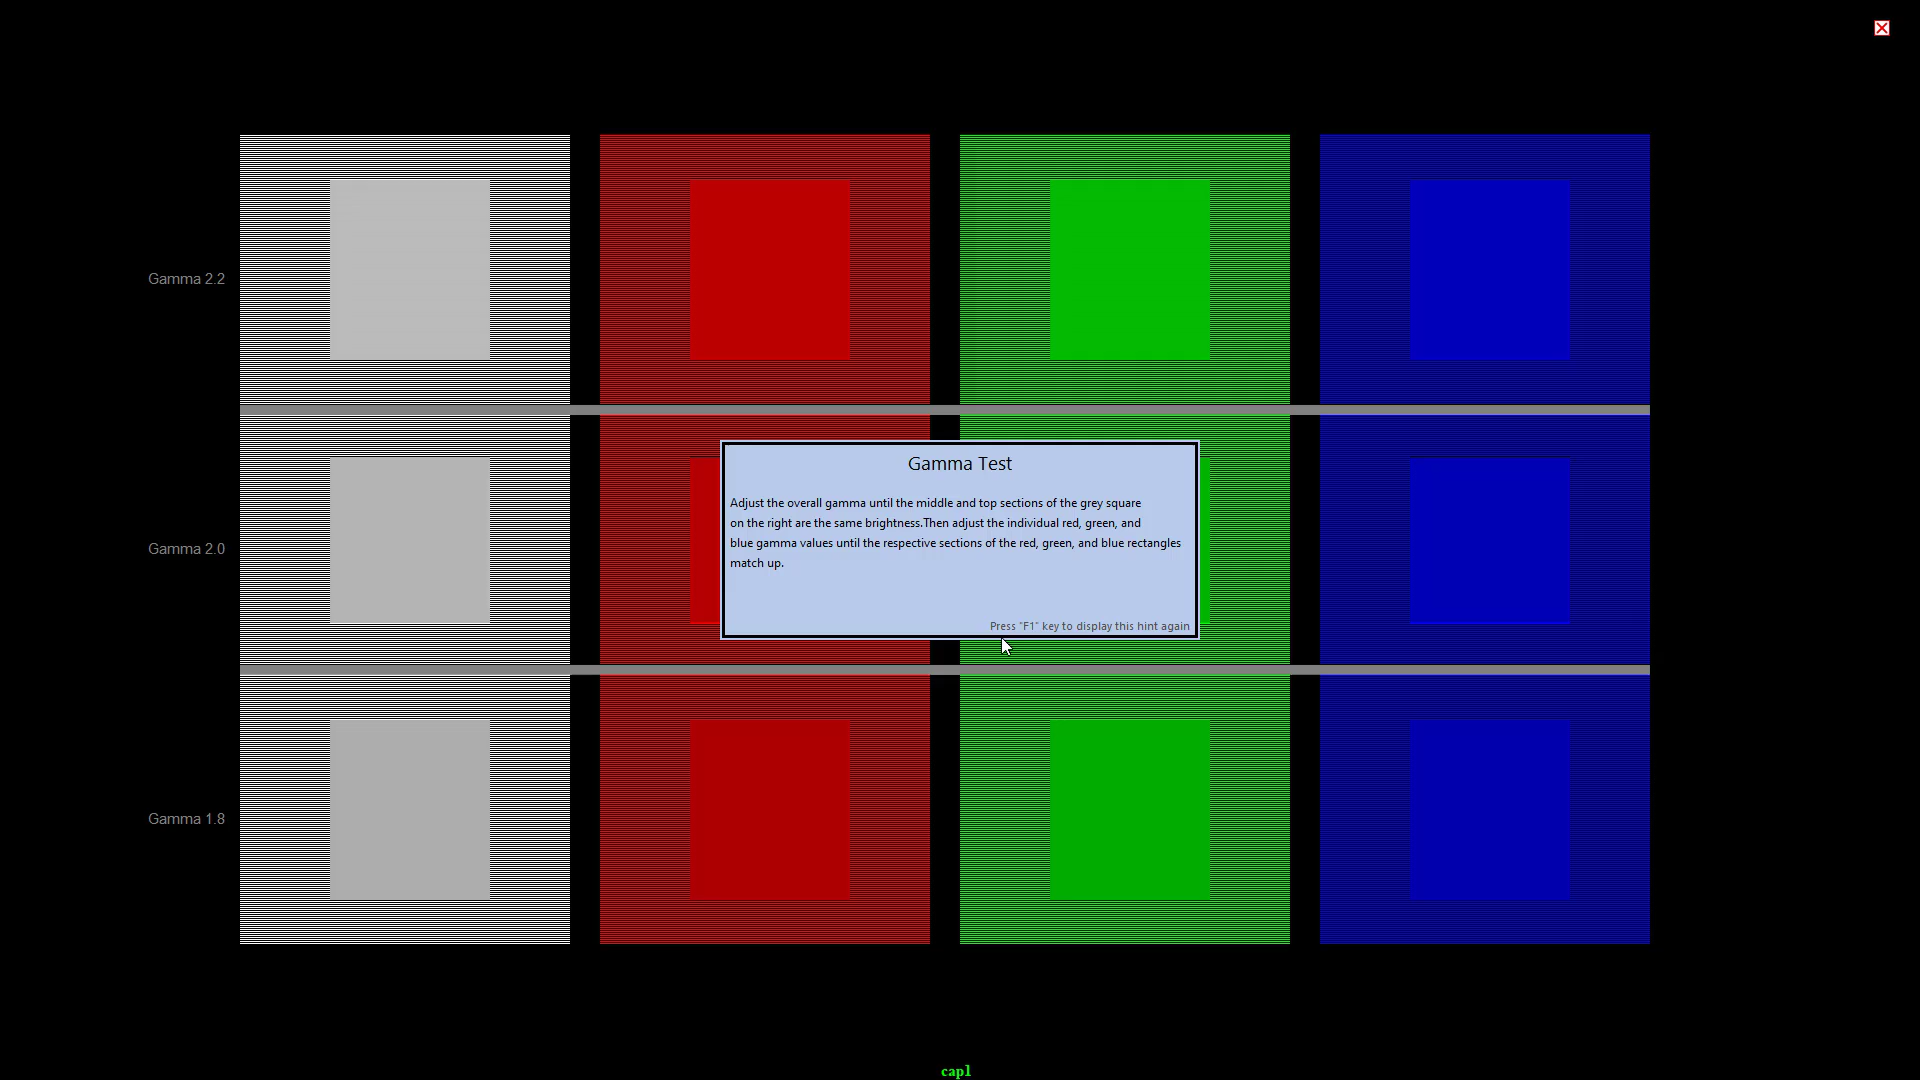 Gamma 2.2
Gamma Test
Adjust the overall gamma until the middle and top sections of the grey square
on the right are the same brightness.Then adjust the individual red, green, and
blue gamma values until the respective sections of the red, green, and blue rectangles
match up.
Gamma 2.0
Press "F1" key to display this hint again
Gamma 1.8
cap1